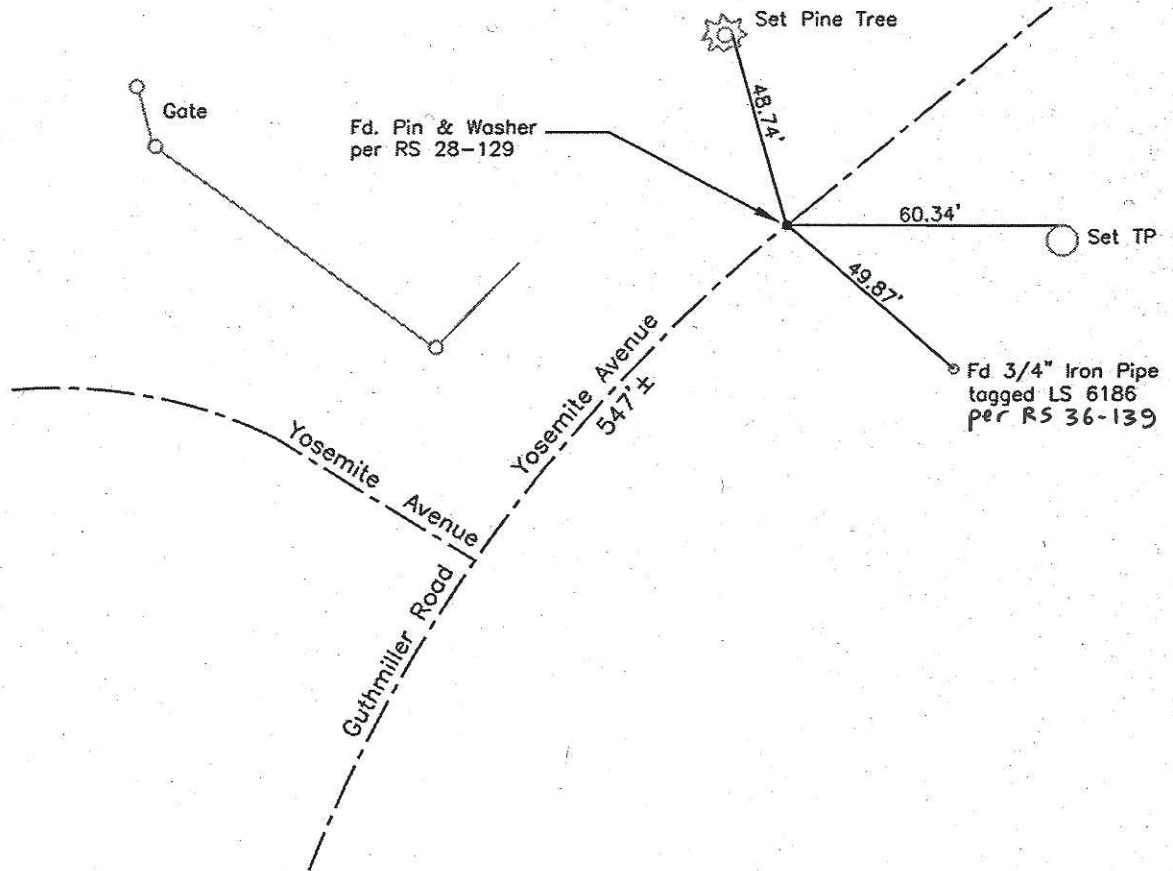 Set Pine Tree
Gate
48.74'
Fd. Pin & Washer
per RS 28-129
60.34'
Set TP
49.87'
Fd 3/4" Iron Pipe
tagged LS 6186
per RS 36-139
Yosemite Avenue
547'±
Yosemite Avenue
Guthmiller Road